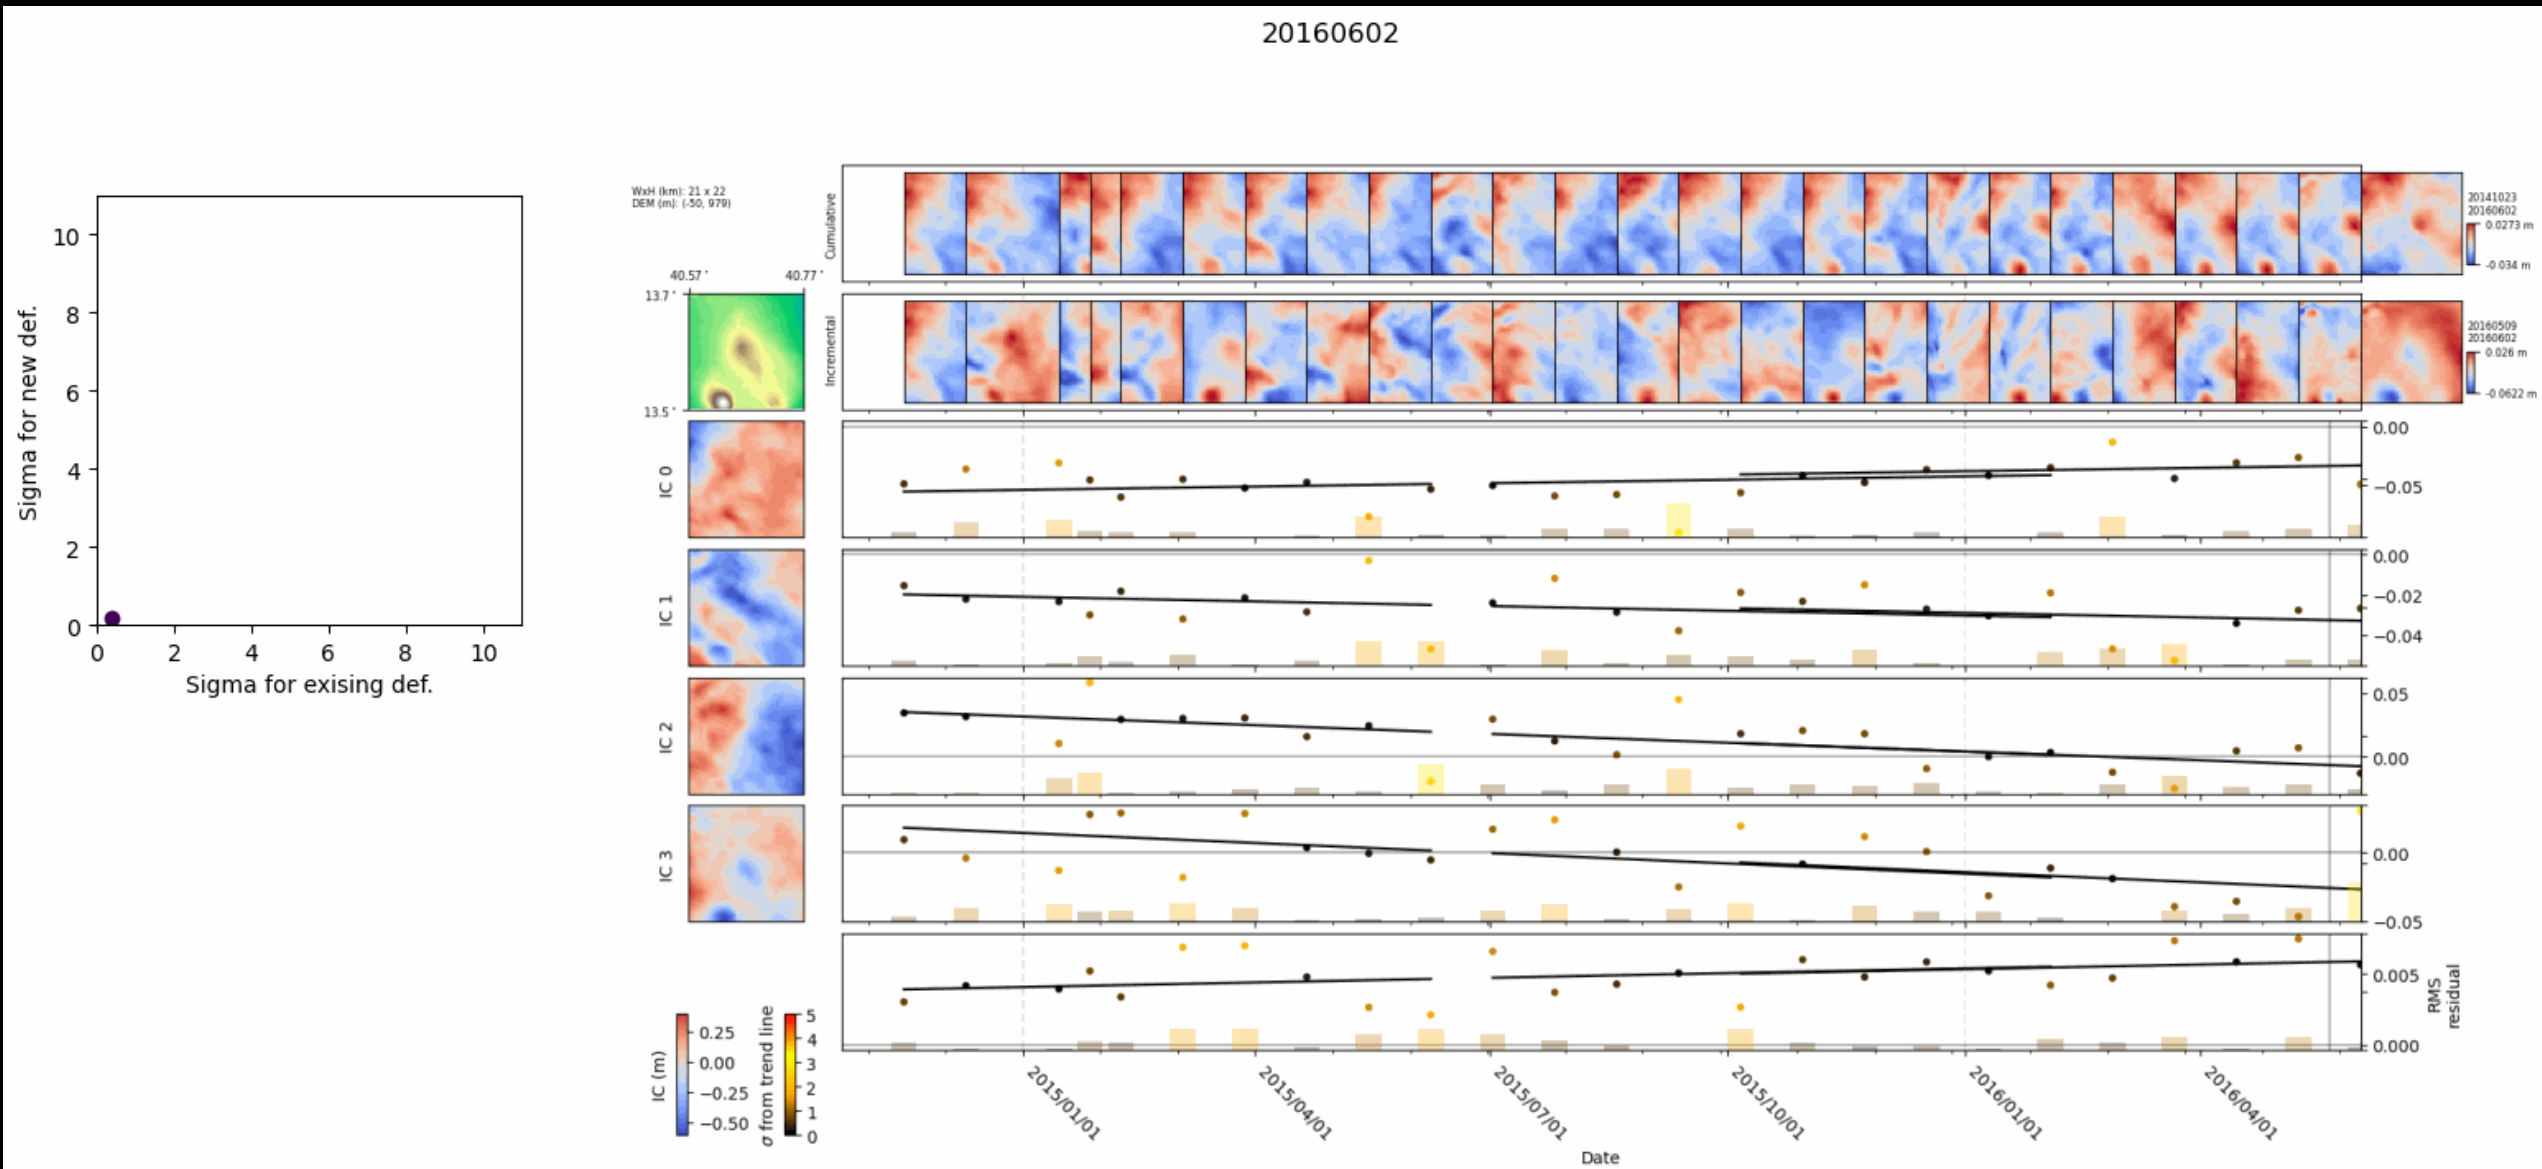 20160602
Sigma for new def.
10
8
6
4
2
0
0 2 4 6 8 10
Sigma for exising def.
WxH (km): 21 x 22
DEM (m): (-50, 979)
40.57° 40.77°
13.7°
13.5°
Cumulative
20141023
20160602
0.0273 m
-0.034 m
Incremental
20160509
20160602
0.026 m
-0.0622 m
IC 0
0.00
−0.05
IC 1
0.00
−0.02
−0.04
IC 2
0.05
0.00
IC 3
0.00
−0.05
0.005
0.000
RMS
residual
IC (m)
0.25
0.00
−0.25
−0.50
σ from trend line
5
4
3
2
1
0
2015/01/01 2015/04/01 2015/07/01 2015/10/01 2016/01/01 2016/04/01
Date